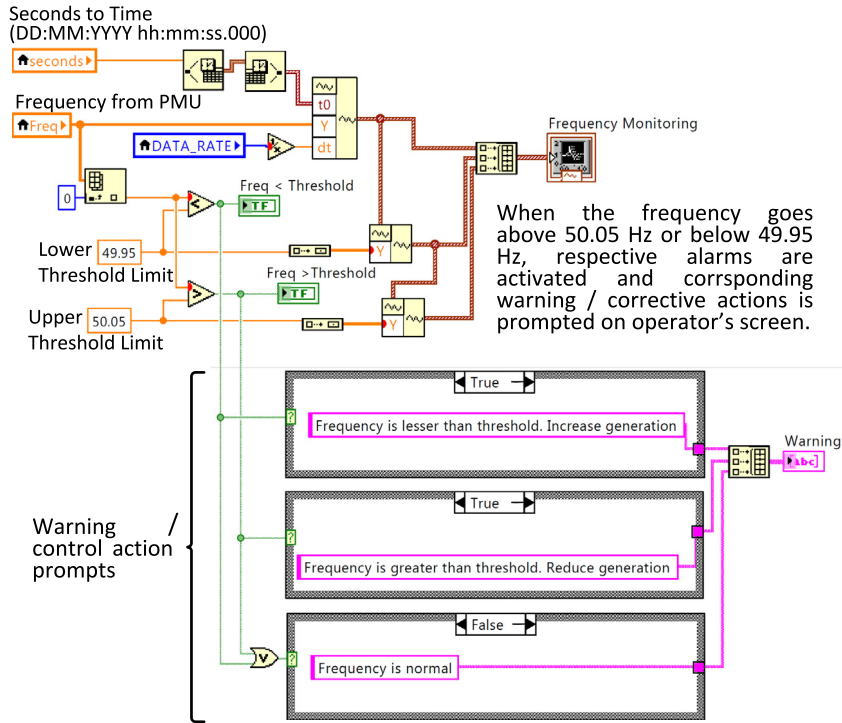 Seconds to Time
(DD:MM:YYYY hh:mm:ss.000)
seconds
t0
Frequency from PMU
Freq
Y
DATA_RATE
dt
Frequency Monitoring
0
Freq < Threshold
TF
<
When the frequency goes
above 50.05 Hz or below 49.95
Hz, respective alarms are
activated and corrsponding
warning / corrective actions is
prompted on operator's screen.
Lower
49.95
Threshold Limit
Y
Freq >Threshold
TF
>
Upper
50.05
Threshold Limit
Y
True
?
Frequency is lesser than threshold. Increase generation
Warning
abc
True
Warning /
control action
prompts
?
Frequency is greater than threshold. Reduce generation
False
V
?
Frequency is normal